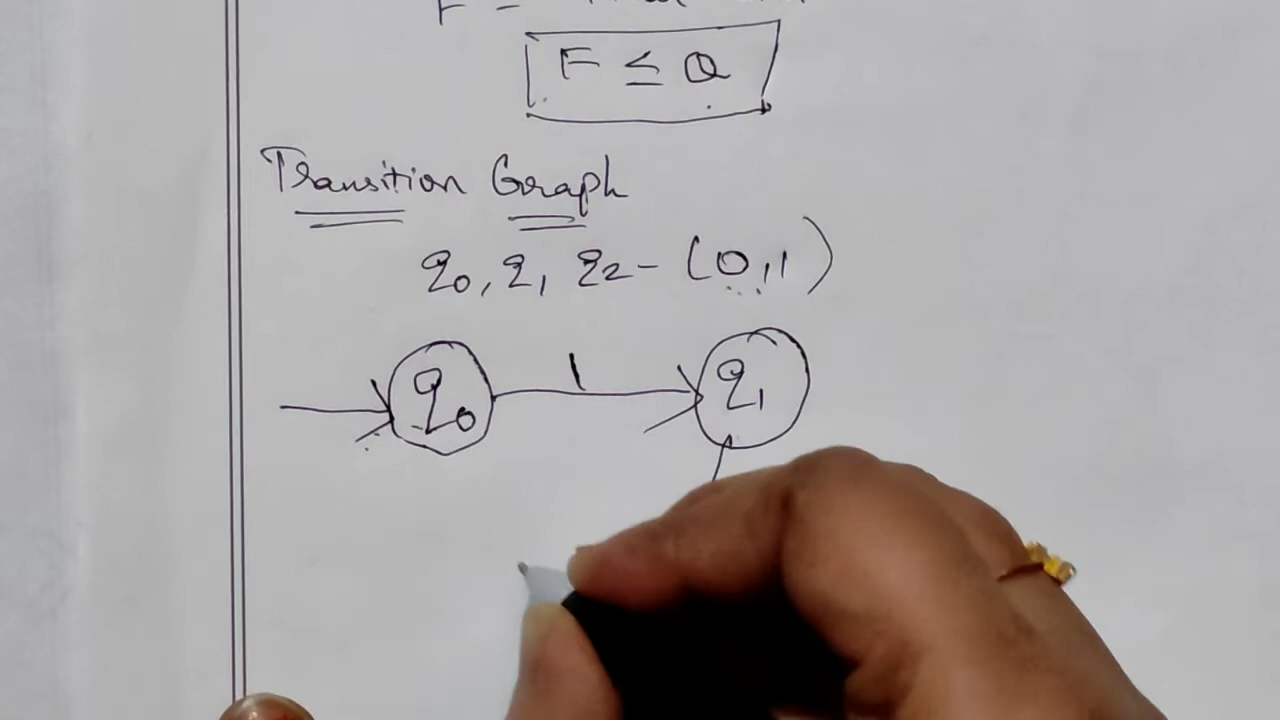 F ≤ Q
Transition Graph
q0, q1 q2 - (0,1)
q0 1 q1